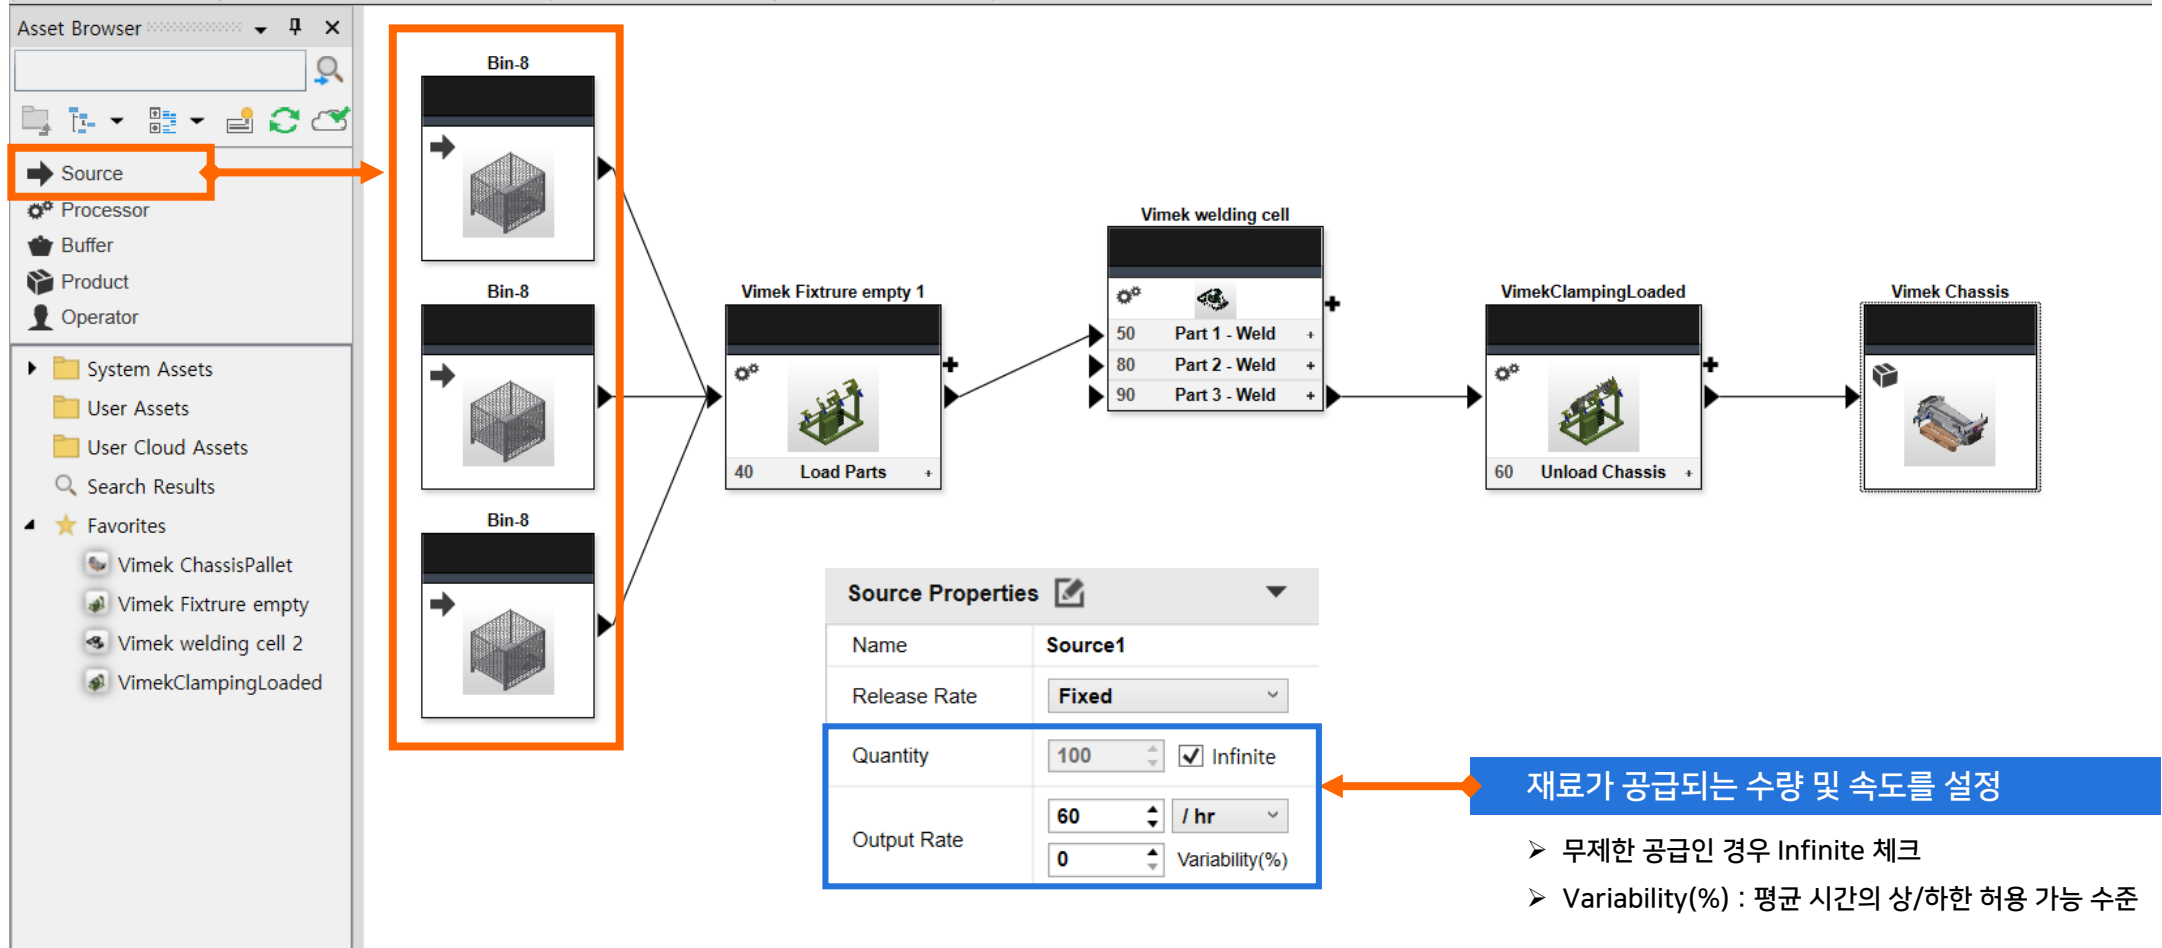 Asset Browser
Source
Processor
Buffer
Product
Operator
System Assets
User Assets
User Cloud Assets
Search Results
Favorites
Vimek ChassisPallet
Vimek Fixtrure empty
Vimek welding cell 2
VimekClampingLoaded
Bin-8
Bin-8
Bin-8
Vimek Fixtrure empty 1
40 Load Parts +
Vimek welding cell
50 Part 1 - Weld +
80 Part 2 - Weld +
90 Part 3 - Weld +
VimekClampingLoaded
60 Unload Chassis +
Vimek Chassis
Source Properties
Name Source1
Release Rate Fixed
Quantity 100 Infinite
Output Rate 60 / hr
0 Variability(%)
재료가 공급되는 수량 및 속도를 설정
➢ 무제한 공급인 경우 Infinite 체크
➢ Variability(%) : 평균 시간의 상/하한 허용 가능 수준